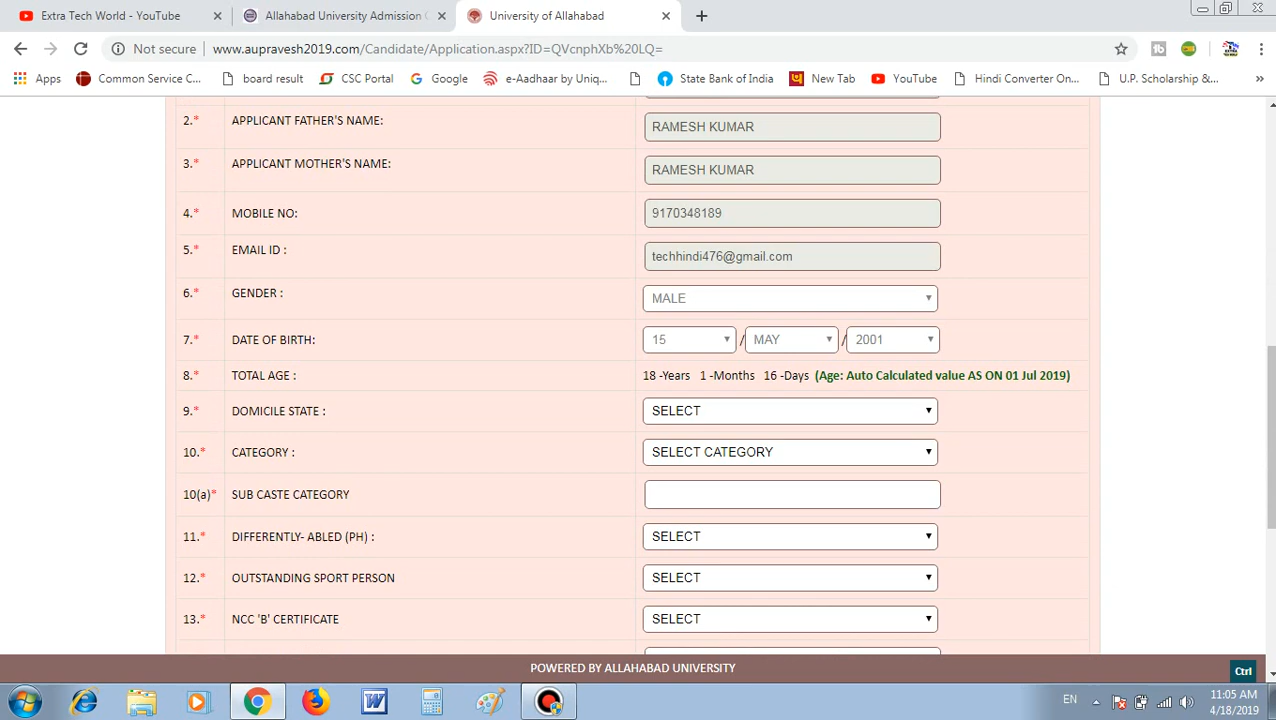 Extra Tech World - YouTube
Allahabad University Admission
University of Allahabad
Not secure
www.aupravesh2019.com/Candidate/Application.aspx?ID=QVcnphXb%20LQ=
Apps
Common Service C...
board result
CSC Portal
Google
e-Aadhaar by Uniq...
State Bank of India
New Tab
YouTube
Hindi Converter On...
U.P. Scholarship &...
2.* APPLICANT FATHER'S NAME: RAMESH KUMAR
3.* APPLICANT MOTHER'S NAME: RAMESH KUMAR
4.* MOBILE NO: 9170348189
5.* EMAIL ID : techhindi476@gmail.com
6.* GENDER : MALE
7.* DATE OF BIRTH: 15 / MAY / 2001
8.* TOTAL AGE : 18 -Years 1 -Months 16 -Days (Age: Auto Calculated value AS ON 01 Jul 2019)
9.* DOMICILE STATE : SELECT
10.* CATEGORY : SELECT CATEGORY
10(a)* SUB CASTE CATEGORY
11.* DIFFERENTLY- ABLED (PH) : SELECT
12.* OUTSTANDING SPORT PERSON SELECT
13.* NCC 'B' CERTIFICATE SELECT
POWERED BY ALLAHABAD UNIVERSITY
Ctrl
EN
11:05 AM
4/18/2019